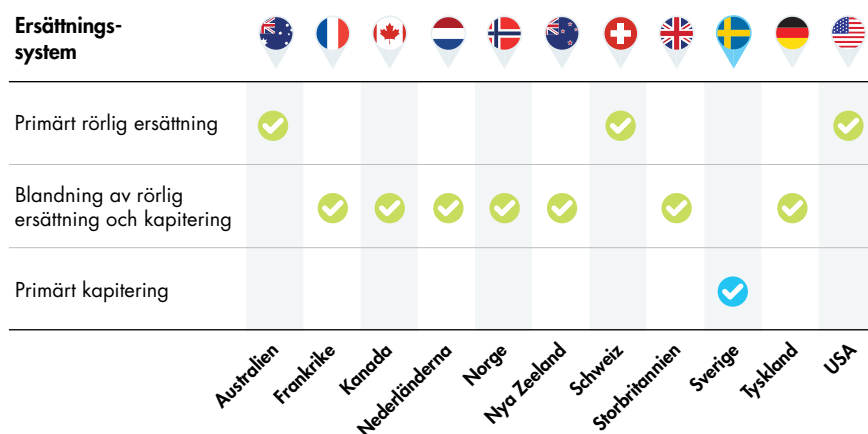 Ersättnings-
system
Primärt rörlig ersättning
Blandning av rörlig
ersättning och kapitering
Primärt kapitering
Australien
Frankrike
Kanada
Nederländerna
Norge
Nya Zeeland
Schweiz
Storbritannien
Sverige
Tyskland
USA